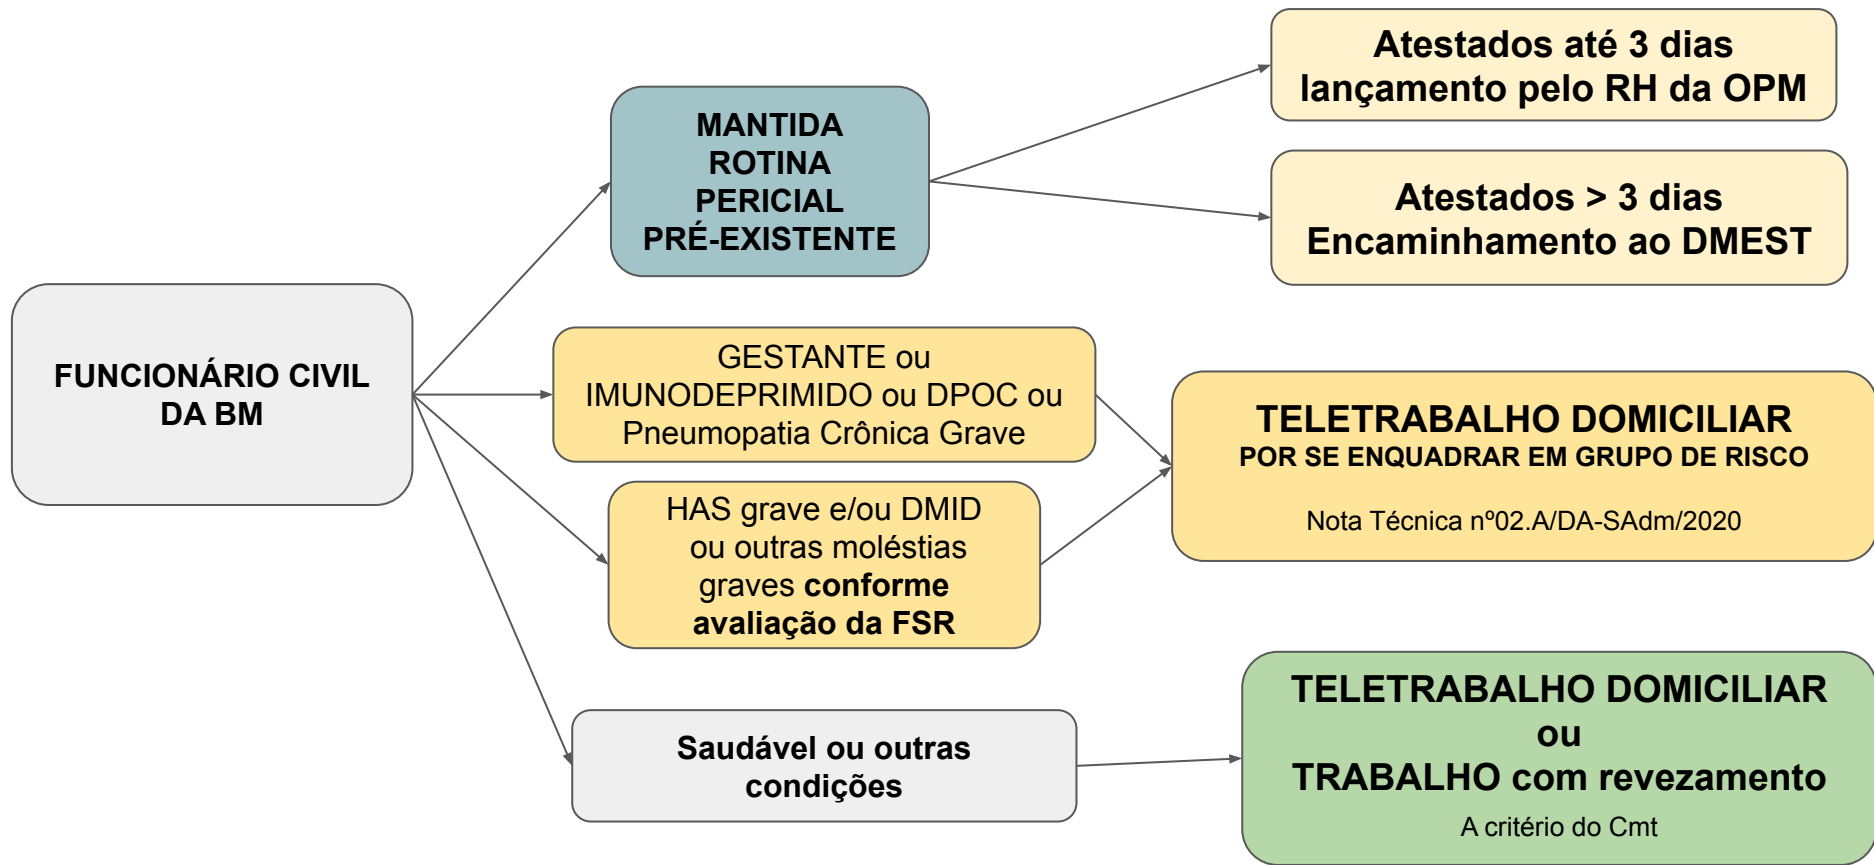 Atestados até 3 dias
lançamento pelo RH da OPM
MANTIDA
ROTINA
PERICIAL
PRÉ-EXISTENTE
Atestados > 3 dias
Encaminhamento ao DMEST
FUNCIONÁRIO CIVIL
DA BM
GESTANTE ou
IMUNODEPRIMIDO ou DPOC ou
Pneumopatia Crônica Grave
TELETRABALHO DOMICILIAR
POR SE ENQUADRAR EM GRUPO DE RISCO
Nota Técnica nº02.A/DA-SAdm/2020
HAS grave e/ou DMID
ou outras moléstias
graves conforme
avaliação da FSR
Saudável ou outras
condições
TELETRABALHO DOMICILIAR
ou
TRABALHO com revezamento
A critério do Cmt